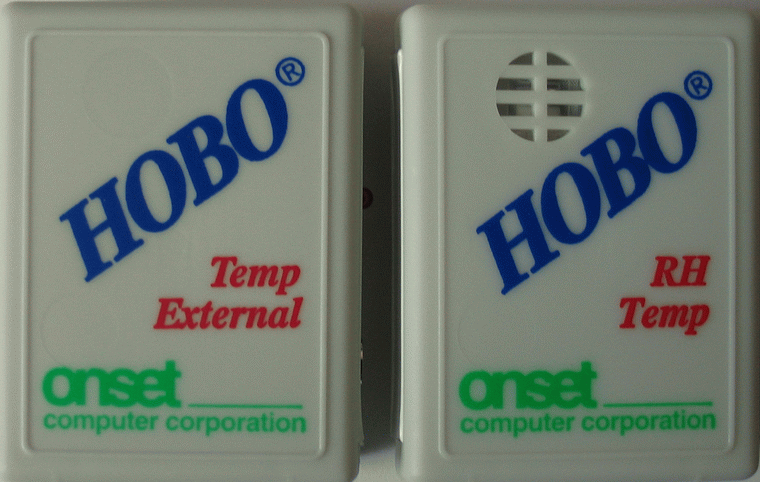 HOBO®
Temp
External
onset
computer corporation
HOBO®
RH
Temp
onset
computer corporation